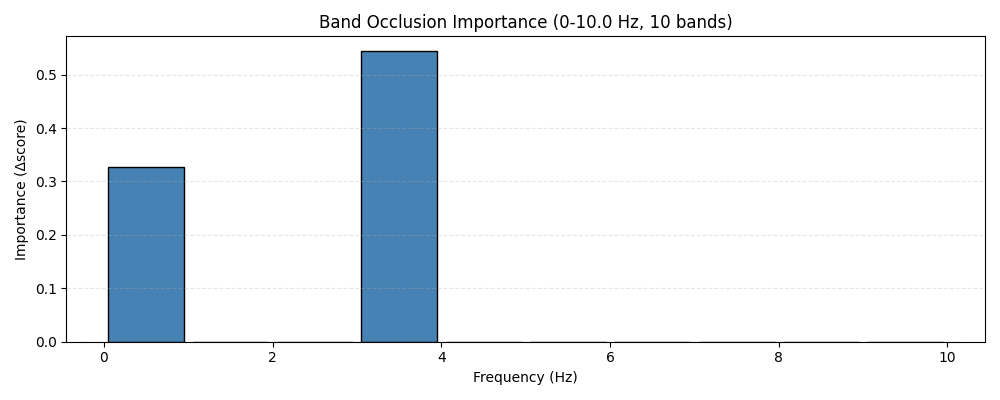 Band Occlusion Importance (0-10.0 Hz, 10 bands)
Importance (Δscore)
0.5
0.4
0.3
0.2
0.1
0.0
0 2 4 6 8 10
Frequency (Hz)